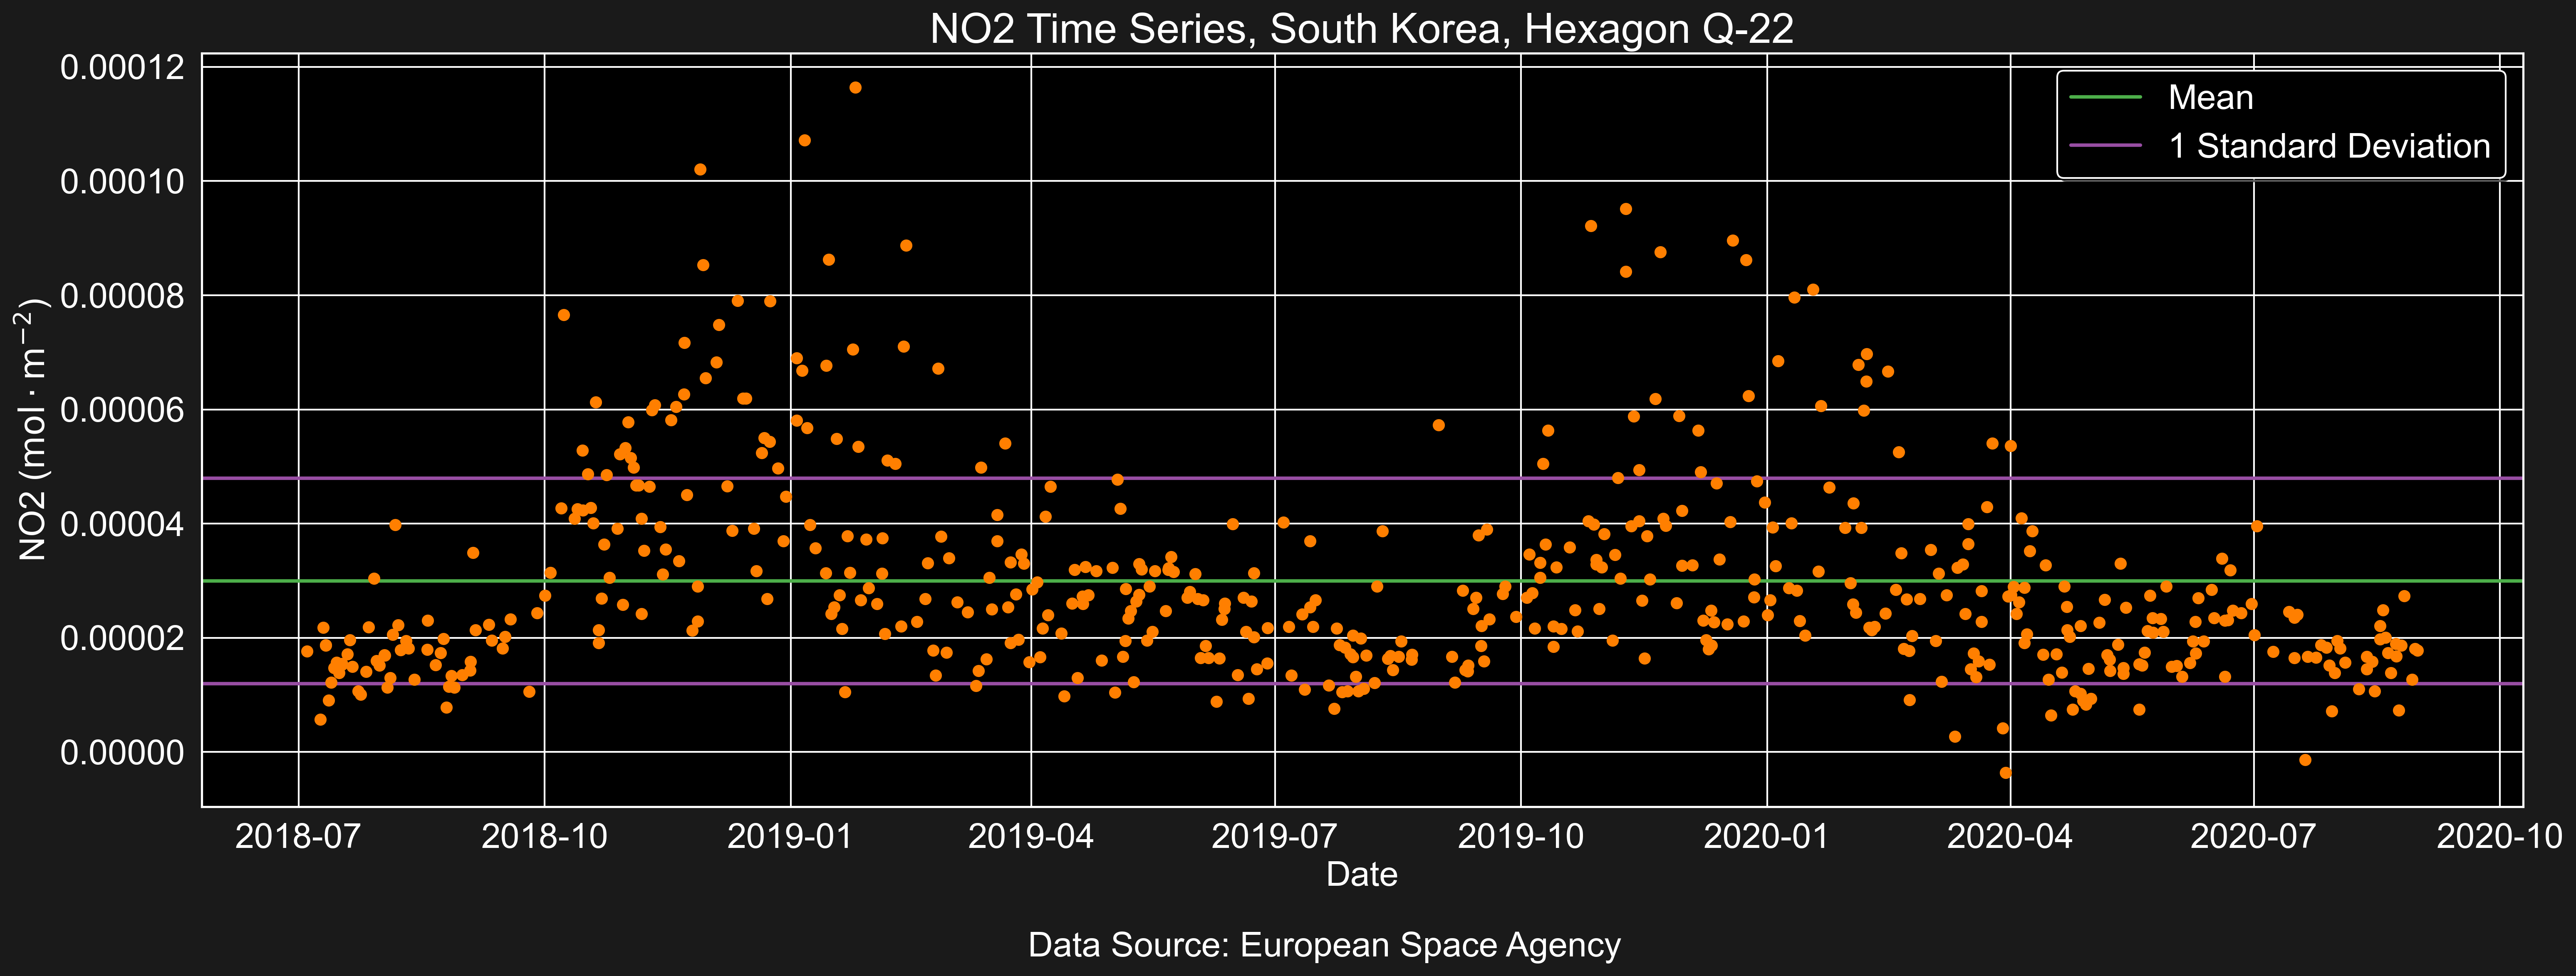 NO2 Time Series, South Korea, Hexagon Q-22
0.00012
0.00010
0.00008
0.00006
0.00004
0.00002
0.00000
NO2 (mol · m⁻²)
Mean
1 Standard Deviation
2018-07 2018-10 2019-01 2019-04 2019-07 2019-10 2020-01 2020-04 2020-07 2020-10
Date
Data Source: European Space Agency